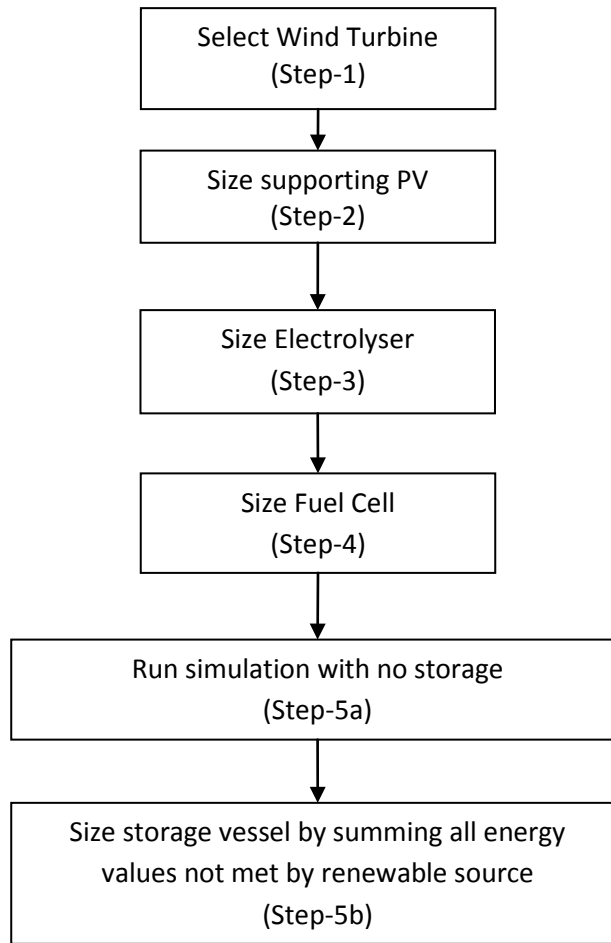 Select Wind Turbine
(Step-1)
Size supporting PV
(Step-2)
Size Electrolyser
(Step-3)
Size Fuel Cell
(Step-4)
Run simulation with no storage
(Step-5a)
Size storage vessel by summing all energy
values not met by renewable source
(Step-5b)